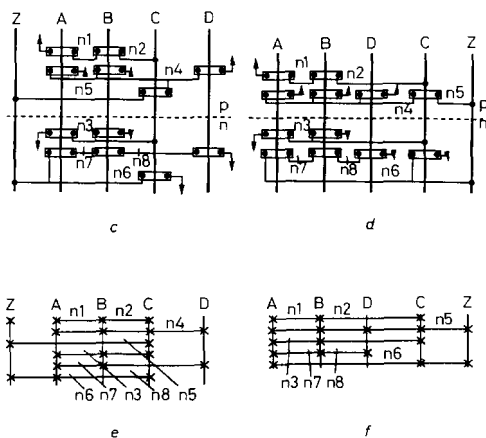 Z A B C D
n1 n2
n4
n5
p
n
n3
n7 n8
n6
c
A B D C Z
n1 n2
n5
n4
p
n
n3
n7 n8 n6
d
Z A B C D
n1 n2
n4
n6 n7 n3 n8 n5
e
A B D C Z
n1 n2 n5
n6
n3 n7 n8
f